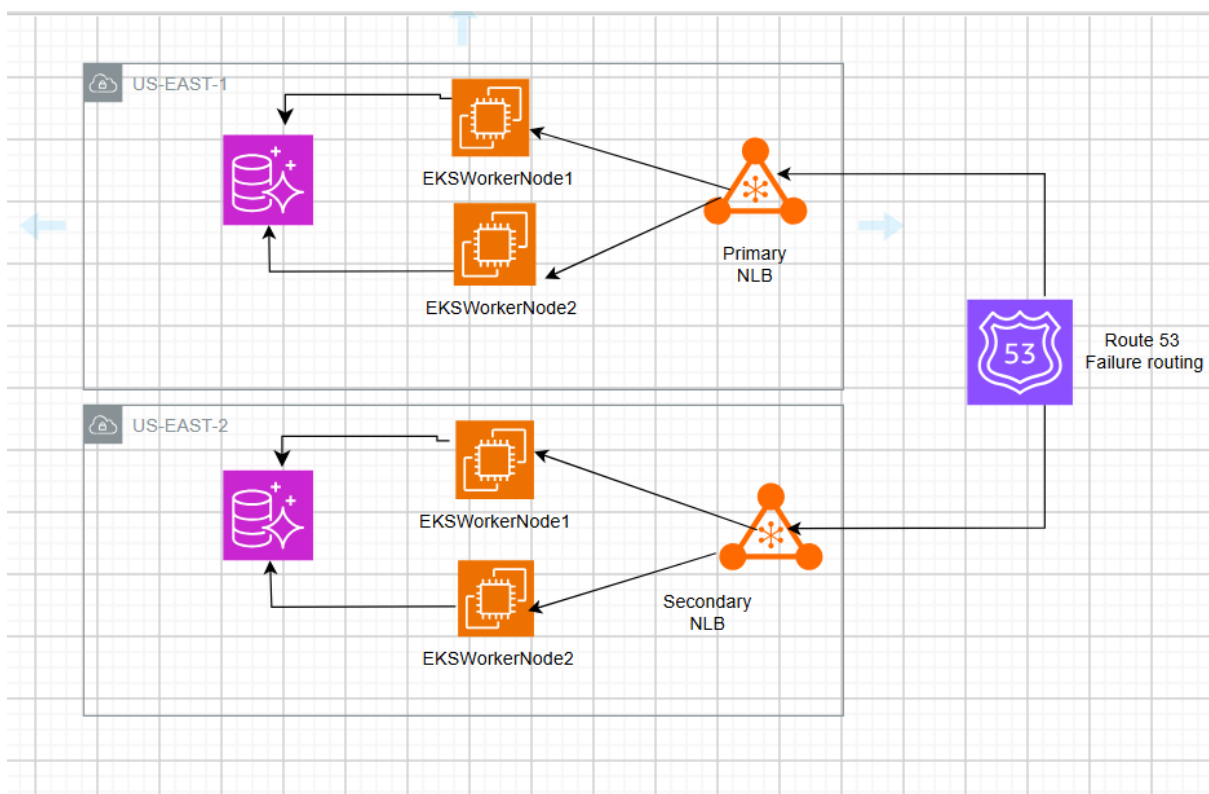 US-EAST-1
EKSWorkerNode1
EKSWorkerNode2
Primary
NLB
53
Route 53
Failure routing
US-EAST-2
EKSWorkerNode1
EKSWorkerNode2
Secondary
NLB